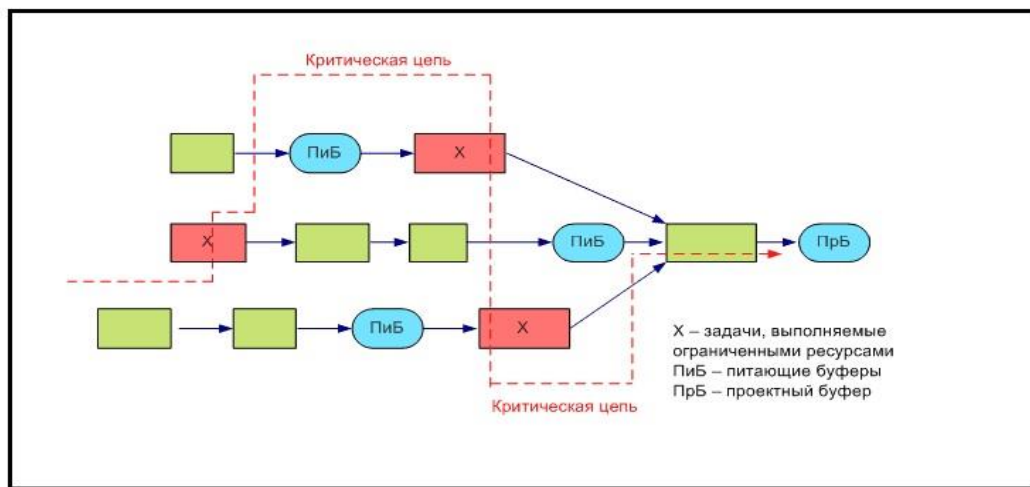 Критическая цепь
ПиБ
X
X
ПиБ
ПрБ
ПиБ
X
X – задачи, выполняемые
ограниченными ресурсами
ПиБ – питающие буферы
ПрБ – проектный буфер
Критическая цепь